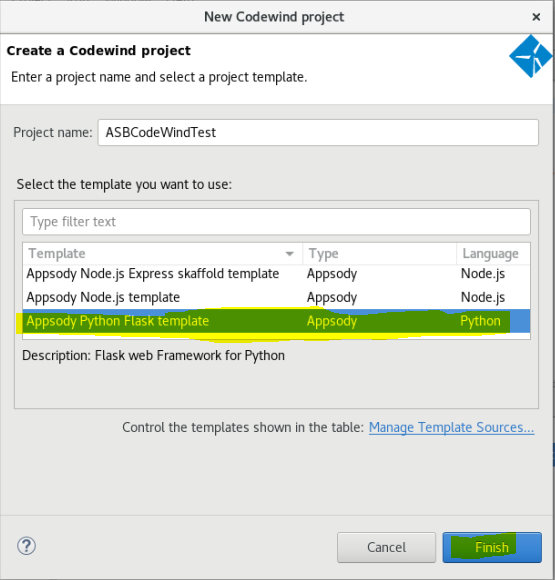 New Codewind project
Create a Codewind project
Enter a project name and select a project template.
Project name: ASBCodeWindTest
Select the template you want to use:
Type filter text
Template Type Language
Appsody Node.js Express skaffold template Appsody Node.js
Appsody Node.js template Appsody Node.js
Appsody Python Flask template Appsody Python
Description: Flask web Framework for Python
Control the templates shown in the table: Manage Template Sources...
Cancel Finish